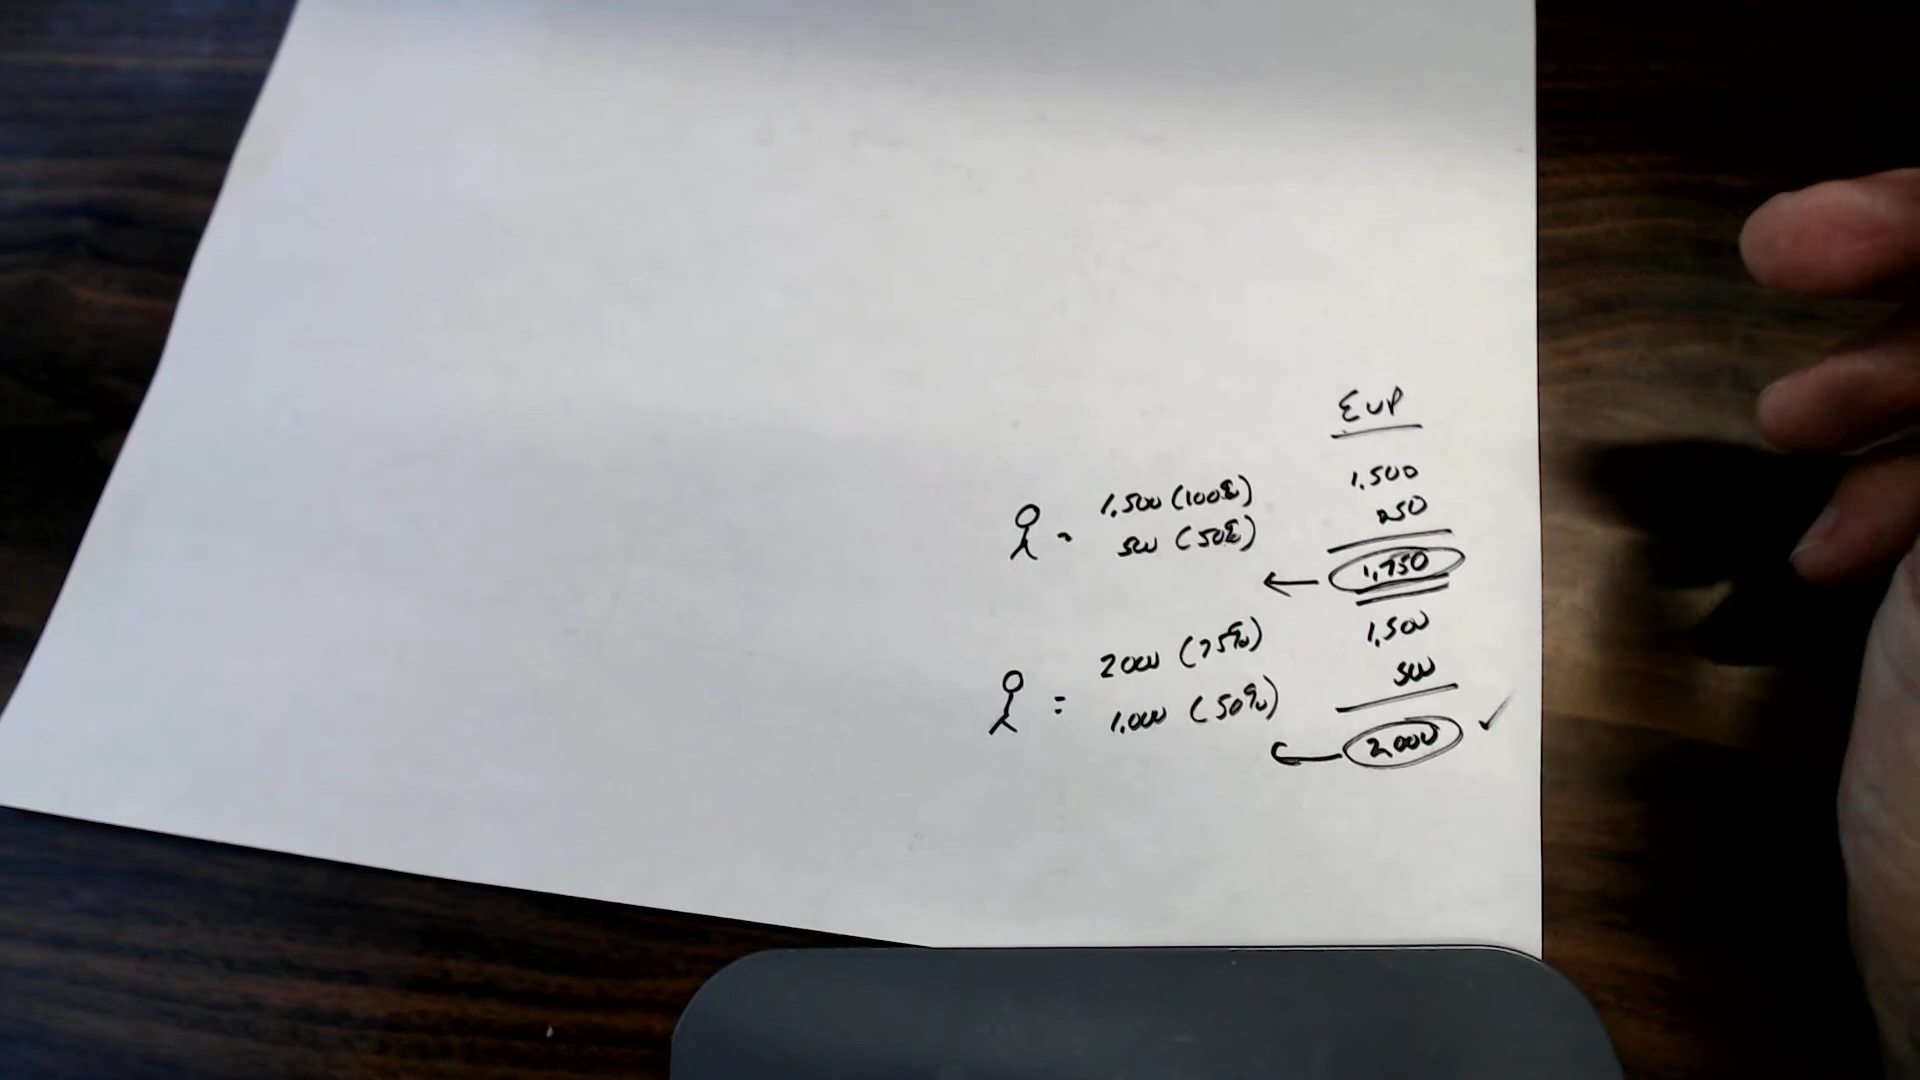 EUP
1,500 (100%) 1,500
= 500 (50%) 250
← 1,750
2000 (75%) 1,500
= 1,000 (50%) 500
← 2,000 ✓